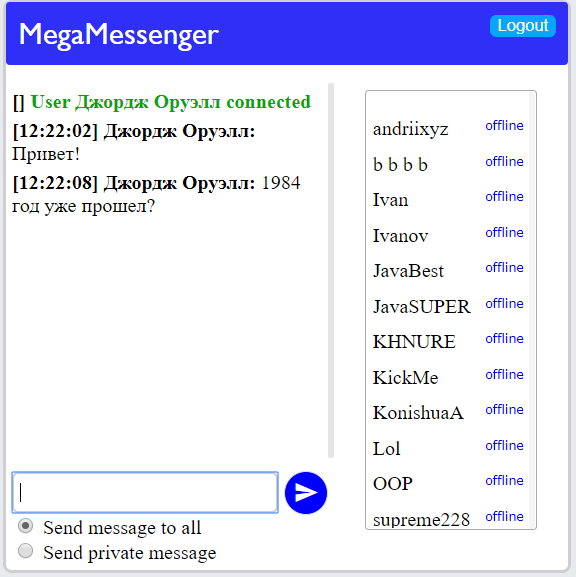 MegaMessenger
Logout
[] User Джордж Оруэлл connected
[12:22:02] Джордж Оруэлл:
Привет!
[12:22:08] Джордж Оруэлл: 1984
год уже прошел?
Send message to all
Send private message
andriixyz offline
b b b b offline
Ivan offline
Ivanov offline
JavaBest offline
JavaSUPER offline
KHNURE offline
KickMe offline
KonishuaA offline
Lol offline
OOP offline
supreme228 offline